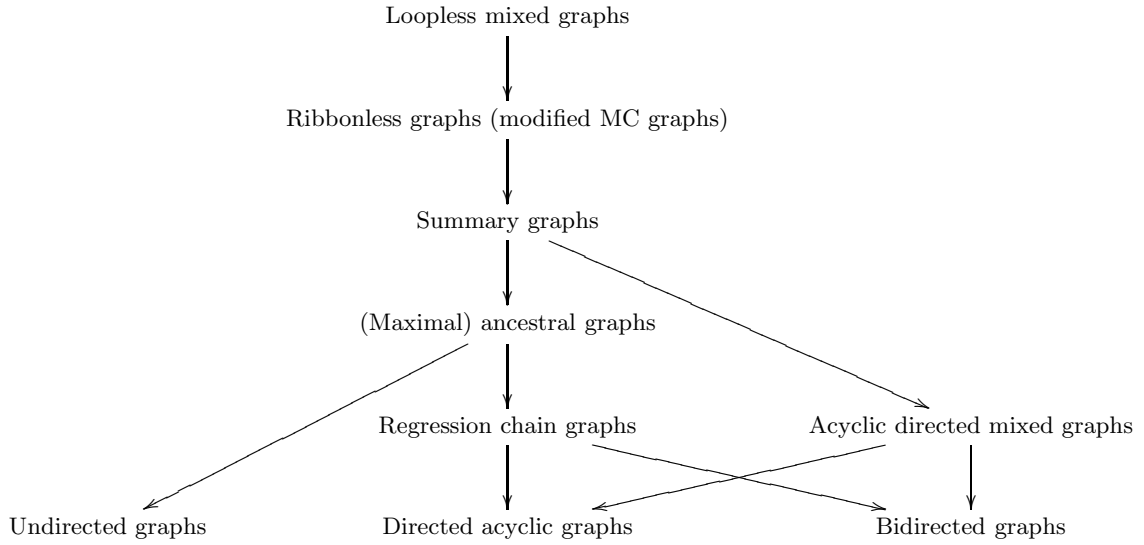 Loopless mixed graphs
Ribbonless graphs (modified MC graphs)
Summary graphs
(Maximal) ancestral graphs
Regression chain graphs
Acyclic directed mixed graphs
Undirected graphs
Directed acyclic graphs
Bidirected graphs